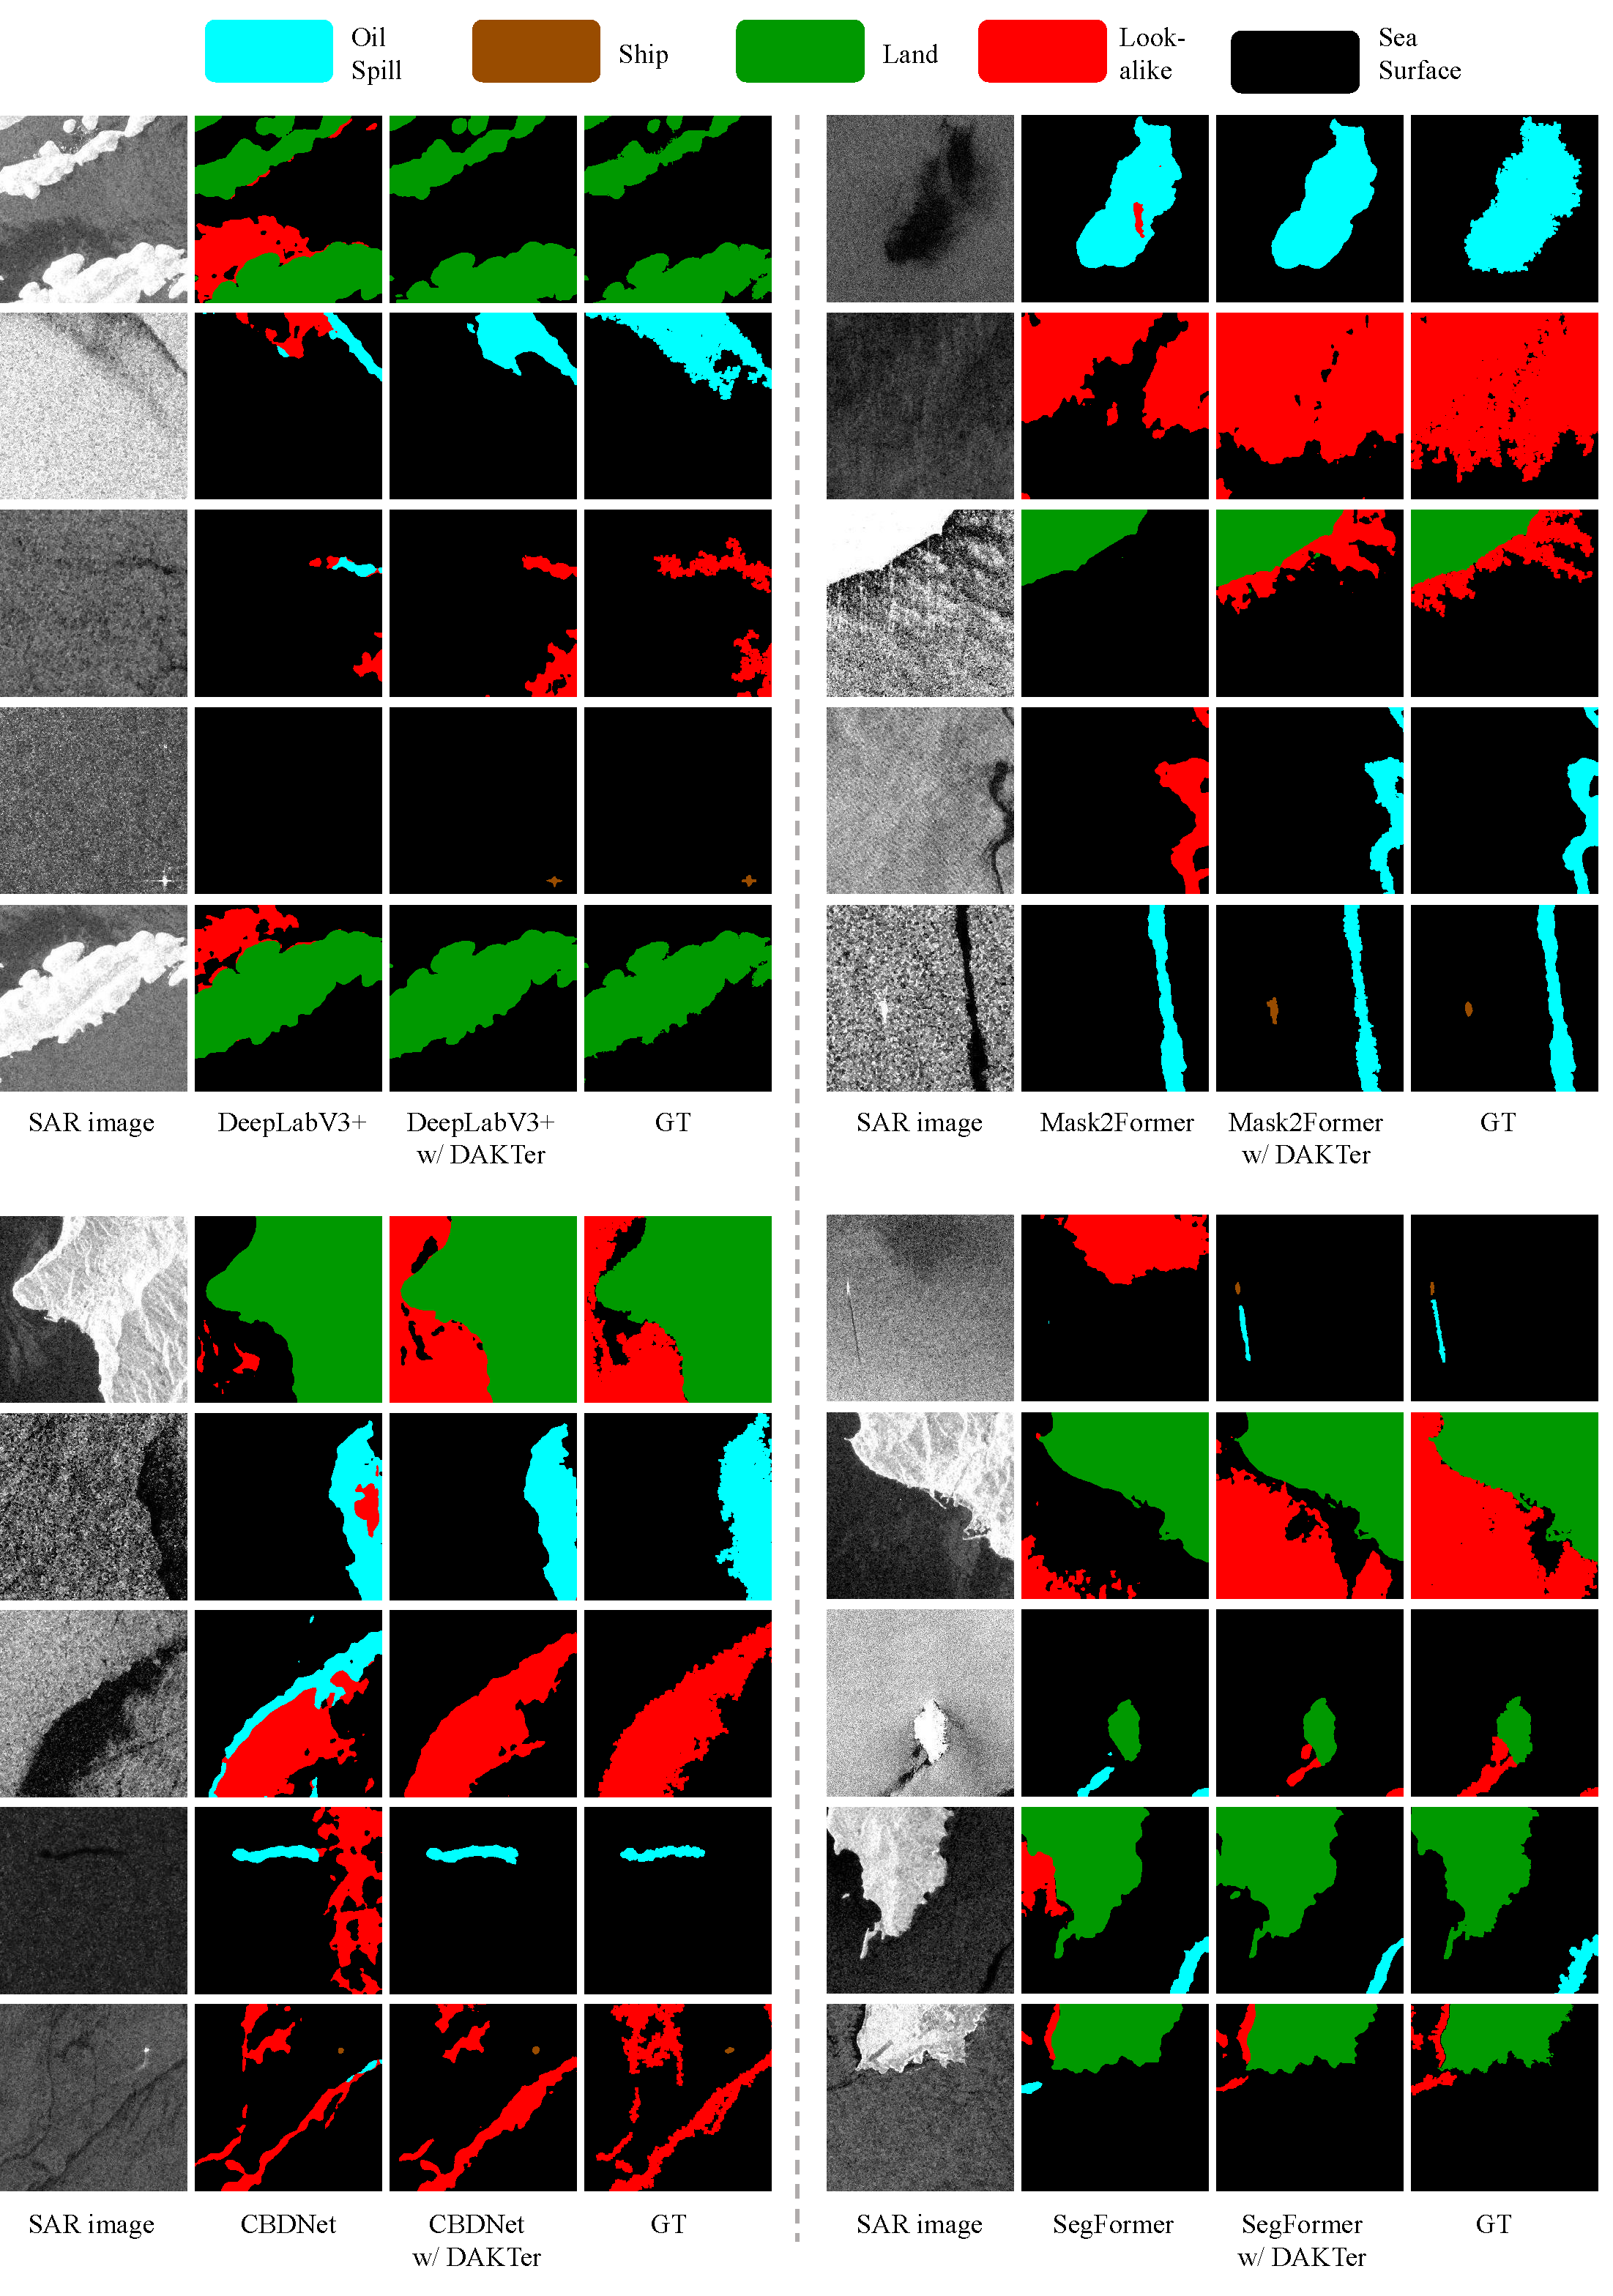 Oil
Spill
Ship
Land
Look-
alike
Sea
Surface
SAR image
DeepLabV3+
DeepLabV3+
w/ DAKTer
GT
SAR image
Mask2Former
Mask2Former
w/ DAKTer
GT
SAR image
CBDNet
CBDNet
w/ DAKTer
GT
SAR image
SegFormer
SegFormer
w/ DAKTer
GT